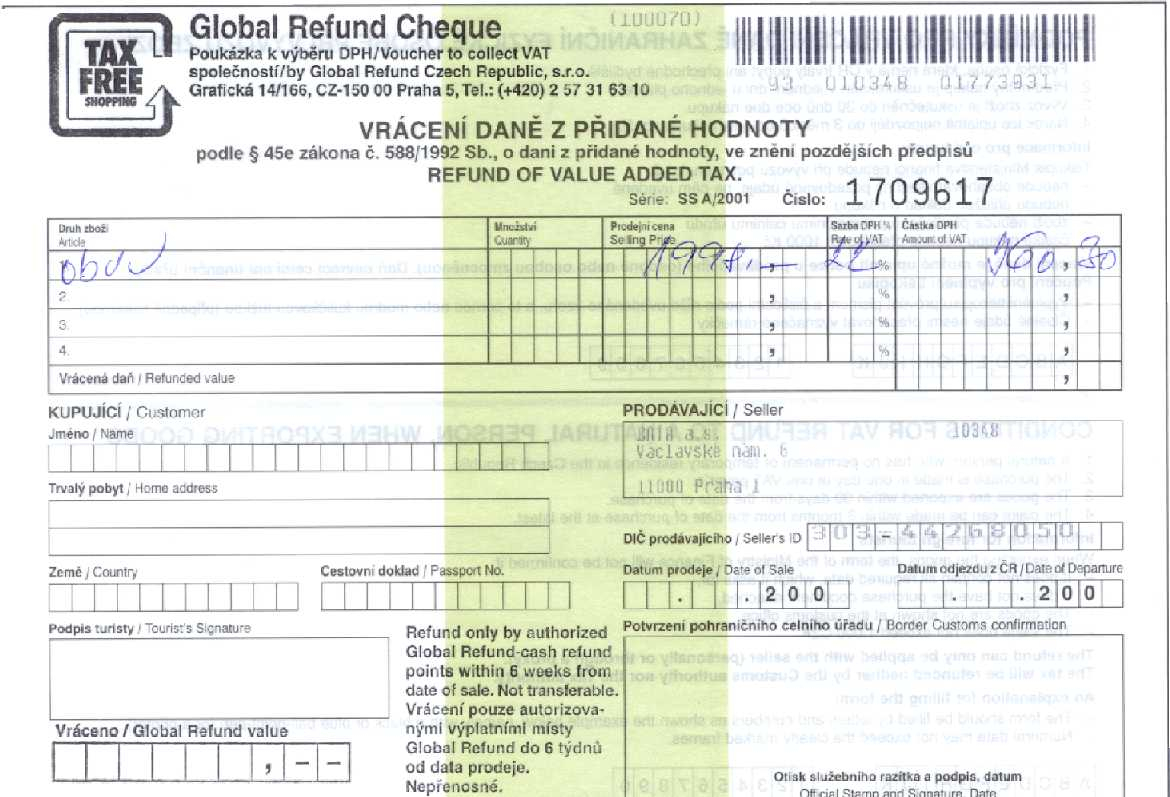 TAX
FREE
SHOPPING
Global Refund Cheque
Poukázka k výběru DPH/Voucher to collect VAT
společností/by Global Refund Czech Republic, s.r.o.
Grafická 14/166, CZ-150 00 Praha 5, Tel.: (+420) 2 57 31 63 10
(100070)
93 010348 01773931
VRÁCENÍ DANĚ Z PŘIDANÉ HODNOTY
podle § 45e zákona č. 588/1992 Sb., o dani z přidané hodnoty, ve znění pozdějších předpisů
REFUND OF VALUE ADDED TAX.
Série: SS A/2001 Číslo: 1709617
Druh zboží Množství Prodejní cena Sazba DPH % Částka DPH
Article Quantity Selling Price Rate of VAT Amount of VAT
obuv 1998,– 22 % ,80
2. , % ,
3. , % ,
4. , % ,
Vrácená daň / Refunded value ,
KUPUJÍCÍ / Customer
Jméno / Name
Trvalý pobyt / Home address
Země / Country
Cestovní doklad / Passport No.
Podpis turisty / Tourist's Signature
Vráceno / Global Refund value
, – –
Refund only by authorized
Global Refund-cash refund
points within 6 weeks from
date of sale. Not transferable.
Vrácení pouze autorizova-
nými výplatními místy
Global Refund do 6 týdnů
od data prodeje.
Nepřenosné.
PRODÁVAJÍCÍ / Seller
BATA a.s. 10348
Václavské nám. 6
11000 Praha 1
DIČ prodávajícího / Seller's ID 303-44268050
Datum prodeje / Date of Sale
. . 200
Datum odjezdu z ČR / Date of Departure
. . 200
Potvrzení pohraničního celního úřadu / Border Customs confirmation
Otisk služebního razítka a podpis, datum
Official Stamp and Signature, Date